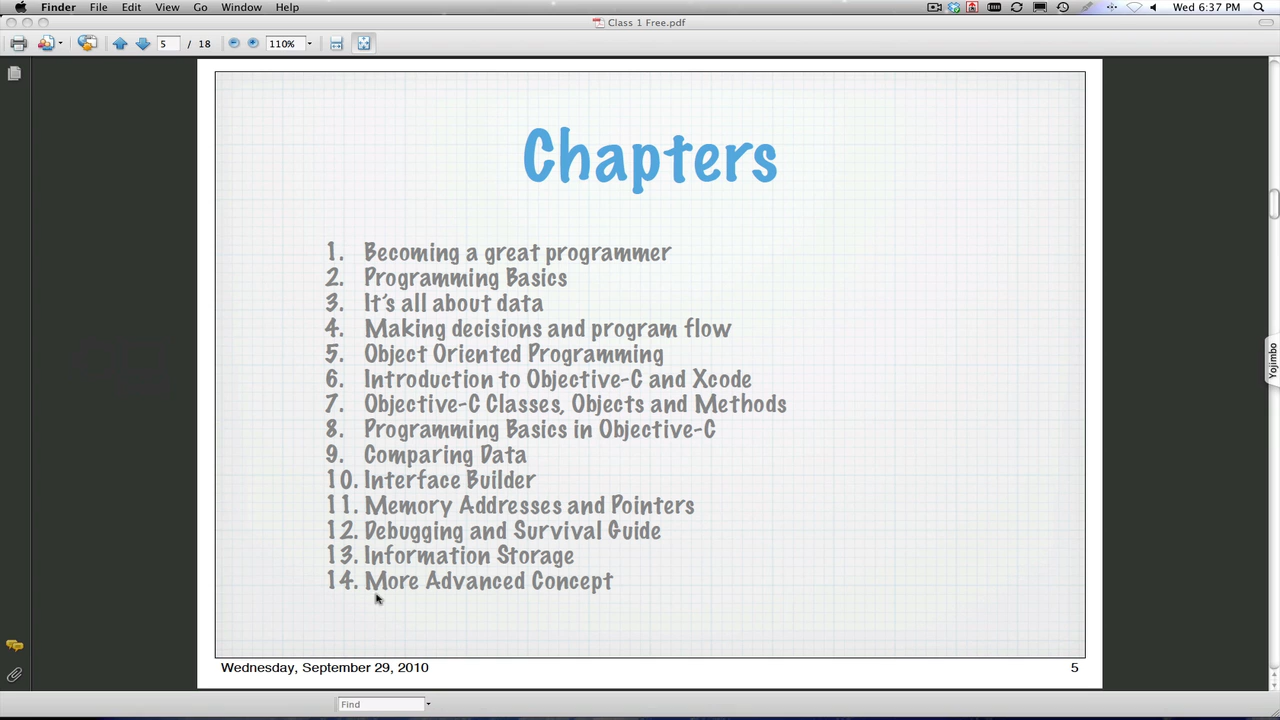 Finder File Edit View Go Window Help Wed 6:37 PM
Class 1 Free.pdf
5 / 18 110%
Chapters
1. Becoming a great programmer
2. Programming Basics
3. It's all about data
4. Making decisions and program flow
5. Object Oriented Programming
6. Introduction to Objective-C and Xcode
7. Objective-C Classes, Objects and Methods
8. Programming Basics in Objective-C
9. Comparing Data
10. Interface Builder
11. Memory Addresses and Pointers
12. Debugging and Survival Guide
13. Information Storage
14. More Advanced Concept
Yojimbo
Wednesday, September 29, 2010 5
Find